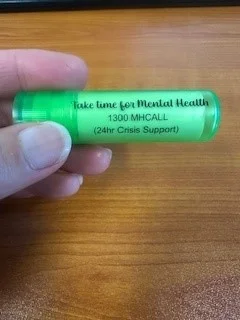 Take time for Mental Health
1300 MHCALL
(24hr Crisis Support)